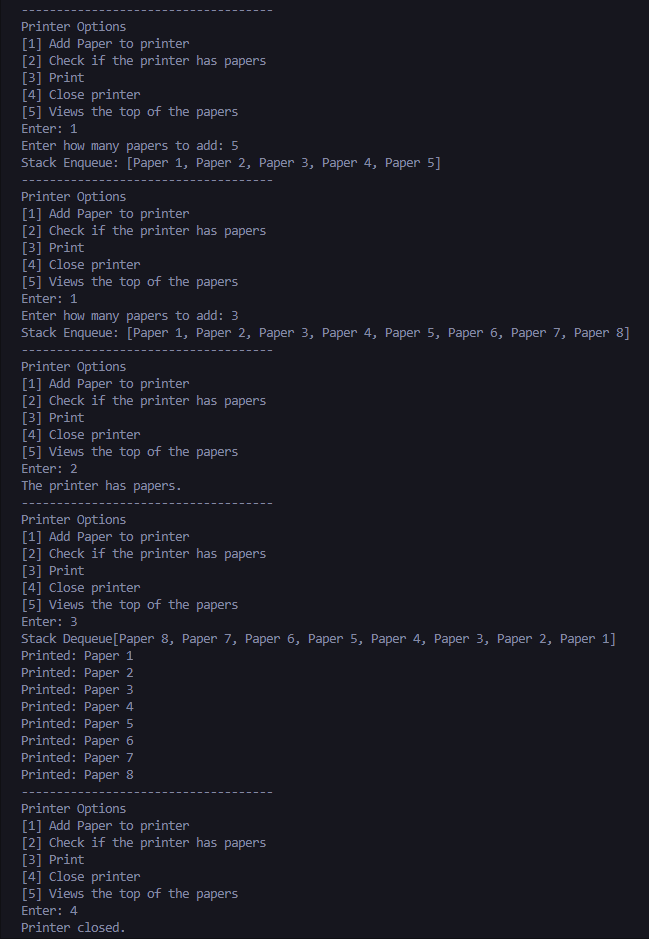 ------------------------------------
Printer Options
[1] Add Paper to printer
[2] Check if the printer has papers
[3] Print
[4] Close printer
[5] Views the top of the papers
Enter: 1
Enter how many papers to add: 5
Stack Enqueue: [Paper 1, Paper 2, Paper 3, Paper 4, Paper 5]
------------------------------------
Printer Options
[1] Add Paper to printer
[2] Check if the printer has papers
[3] Print
[4] Close printer
[5] Views the top of the papers
Enter: 1
Enter how many papers to add: 3
Stack Enqueue: [Paper 1, Paper 2, Paper 3, Paper 4, Paper 5, Paper 6, Paper 7, Paper 8]
------------------------------------
Printer Options
[1] Add Paper to printer
[2] Check if the printer has papers
[3] Print
[4] Close printer
[5] Views the top of the papers
Enter: 2
The printer has papers.
------------------------------------
Printer Options
[1] Add Paper to printer
[2] Check if the printer has papers
[3] Print
[4] Close printer
[5] Views the top of the papers
Enter: 3
Stack Dequeue[Paper 8, Paper 7, Paper 6, Paper 5, Paper 4, Paper 3, Paper 2, Paper 1]
Printed: Paper 1
Printed: Paper 2
Printed: Paper 3
Printed: Paper 4
Printed: Paper 5
Printed: Paper 6
Printed: Paper 7
Printed: Paper 8
------------------------------------
Printer Options
[1] Add Paper to printer
[2] Check if the printer has papers
[3] Print
[4] Close printer
[5] Views the top of the papers
Enter: 4
Printer closed.